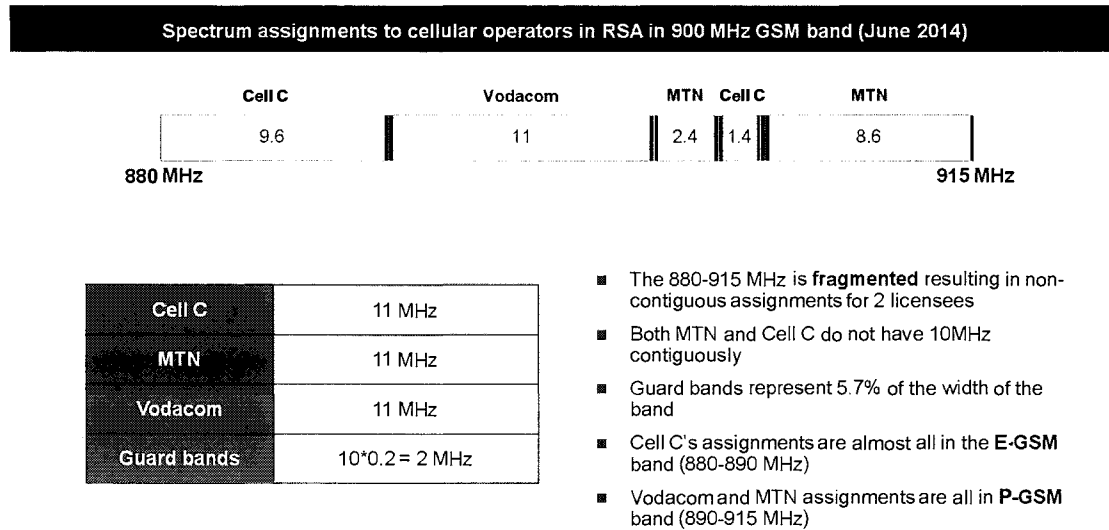 Spectrum assignments to cellular operators in RSA in 900 MHz GSM band (June 2014)
Cell C Vodacom MTN Cell C MTN
9.6 11 2.4 1.4 8.6
880 MHz 915 MHz
Cell C 11 MHz
MTN 11 MHz
Vodacom 11 MHz
Guard bands 10*0.2 = 2 MHz
■ The 880-915 MHz is fragmented resulting in non-
contiguous assignments for 2 licensees
■ Both MTN and Cell C do not have 10MHz
contiguously
■ Guard bands represent 5.7% of the width of the
band
■ Cell C's assignments are almost all in the E-GSM
band (880-890 MHz)
■ Vodacom and MTN assignments are all in P-GSM
band (890-915 MHz)